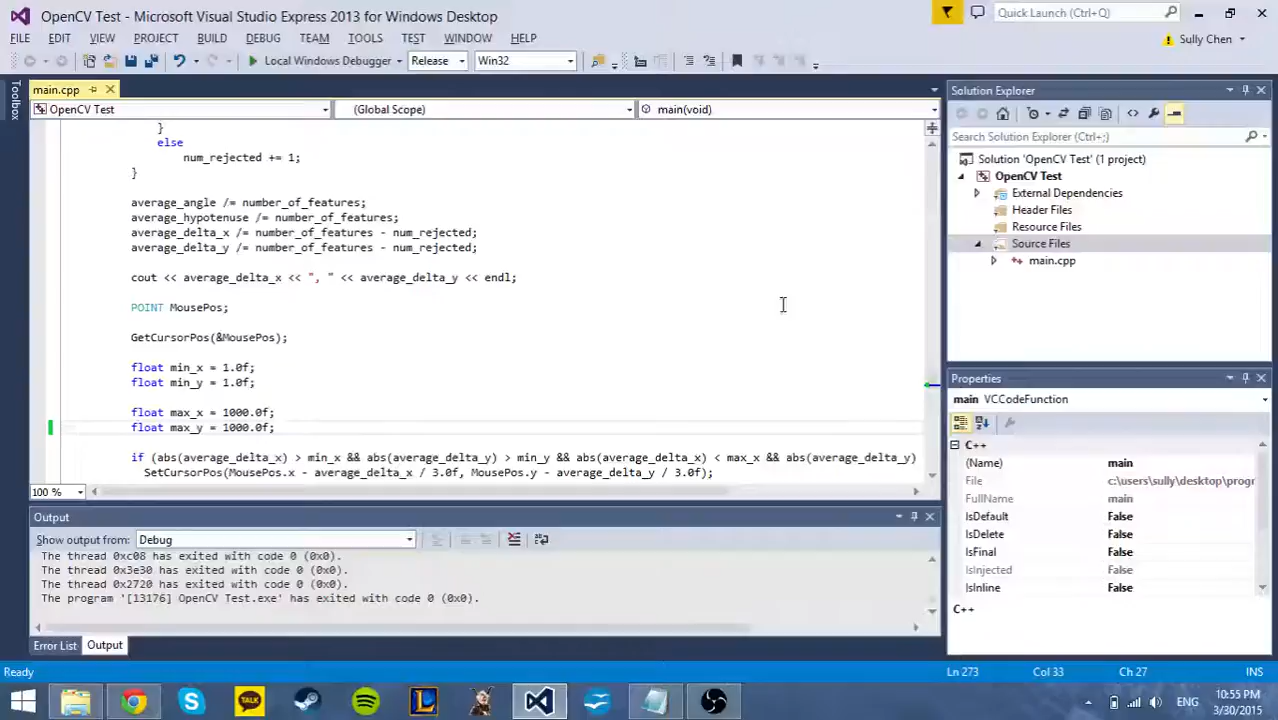 OpenCV Test - Microsoft Visual Studio Express 2013 for Windows Desktop
Quick Launch (Ctrl+Q)
FILE EDIT VIEW PROJECT BUILD DEBUG TEAM TOOLS TEST WINDOW HELP
Sully Chen
Local Windows Debugger Release Win32
Toolbox
main.cpp
OpenCV Test (Global Scope) main(void)
}
else
num_rejected += 1;
}
average_angle /= number_of_features;
average_hypotenuse /= number_of_features;
average_delta_x /= number_of_features - num_rejected;
average_delta_y /= number_of_features - num_rejected;
cout << average_delta_x << ", " << average_delta_y << endl;
POINT MousePos;
GetCursorPos(&MousePos);
float min_x = 1.0f;
float min_y = 1.0f;
float max_x = 1000.0f;
float max_y = 1000.0f;
if (abs(average_delta_x) > min_x && abs(average_delta_y) > min_y && abs(average_delta_x) < max_x && abs(average_delta_y)
SetCursorPos(MousePos.x - average_delta_x / 3.0f, MousePos.y - average_delta_y / 3.0f);
100 %
Output
Show output from: Debug
The thread 0xc08 has exited with code 0 (0x0).
The thread 0x3e30 has exited with code 0 (0x0).
The thread 0x2720 has exited with code 0 (0x0).
The program '[13176] OpenCV Test.exe' has exited with code 0 (0x0).
Error List Output
Solution Explorer
Search Solution Explorer (Ctrl+;)
Solution 'OpenCV Test' (1 project)
OpenCV Test
External Dependencies
Header Files
Resource Files
Source Files
main.cpp
Properties
main VCCodeFunction
C++
(Name) main
File c:\users\sully\desktop\progr
FullName main
IsDefault False
IsDelete False
IsFinal False
IsInjected False
IsInline False
C++
Ready Ln 273 Col 33 Ch 27 INS
TALK
L
ENG
10:55 PM
3/30/2015